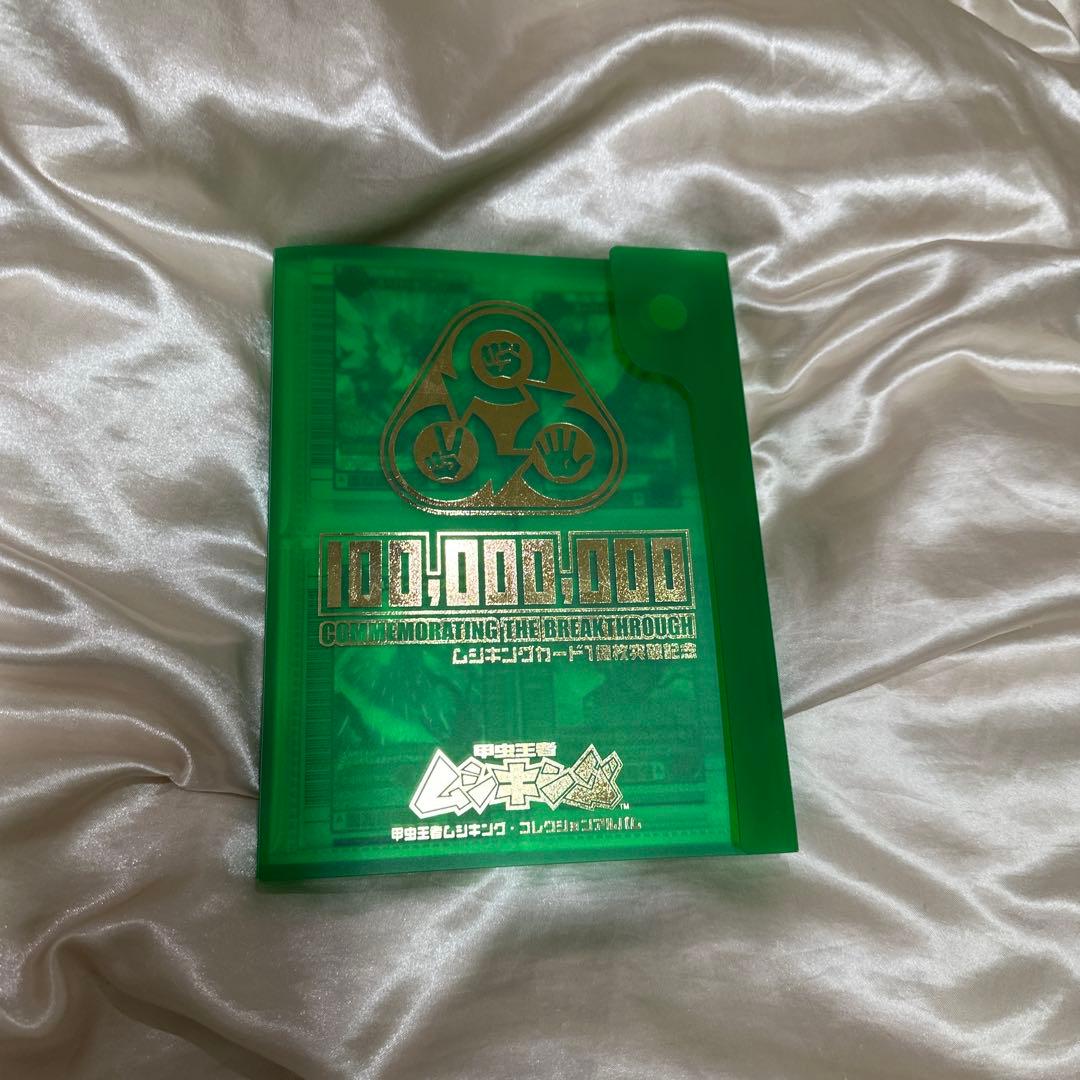 100,000,000
COMMEMORATING THE BREAKTHROUGH
ムシキングカード1億枚突破記念
甲虫王者
ムシキング™
甲虫王者ムシキング・コレクションアルバム